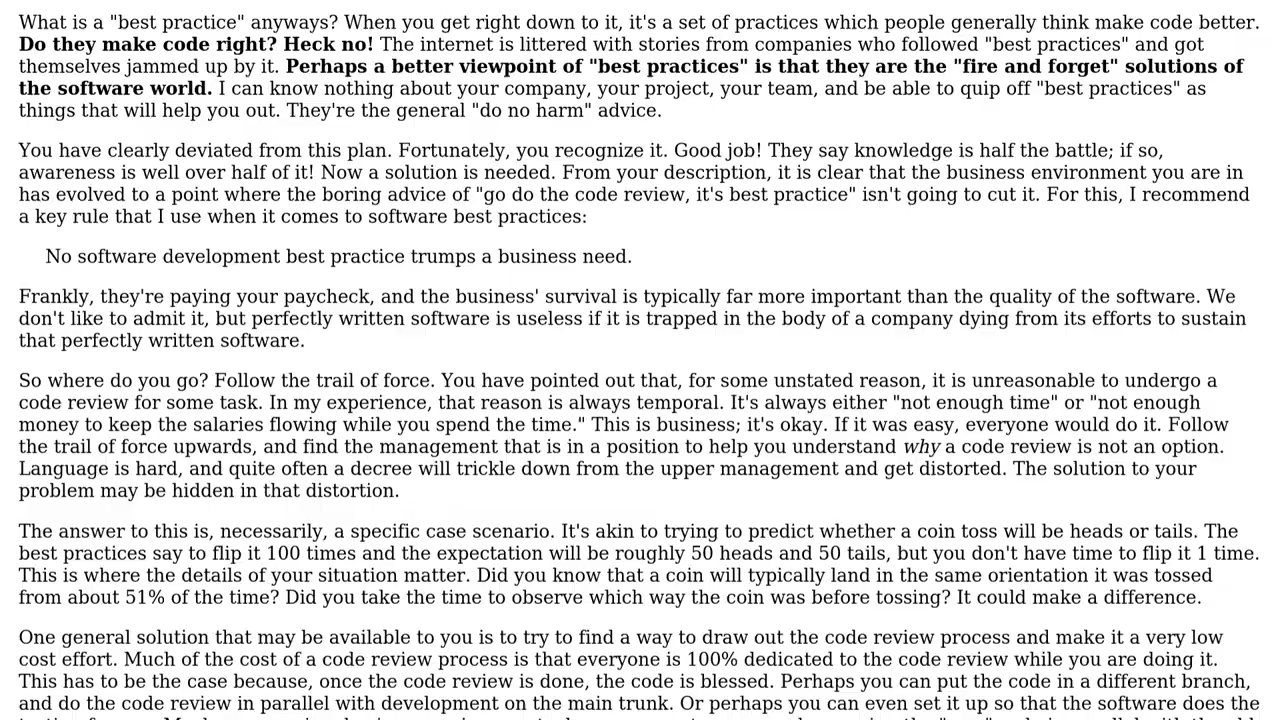 What is a "best practice" anyways? When you get right down to it, it's a set of practices which people generally think make code better.
Do they make code right? Heck no! The internet is littered with stories from companies who followed "best practices" and got
themselves jammed up by it. Perhaps a better viewpoint of "best practices" is that they are the "fire and forget" solutions of
the software world. I can know nothing about your company, your project, your team, and be able to quip off "best practices" as
things that will help you out. They're the general "do no harm" advice.
You have clearly deviated from this plan. Fortunately, you recognize it. Good job! They say knowledge is half the battle; if so,
awareness is well over half of it! Now a solution is needed. From your description, it is clear that the business environment you are in
has evolved to a point where the boring advice of "go do the code review, it's best practice" isn't going to cut it. For this, I recommend
a key rule that I use when it comes to software best practices:
No software development best practice trumps a business need.
Frankly, they're paying your paycheck, and the business' survival is typically far more important than the quality of the software. We
don't like to admit it, but perfectly written software is useless if it is trapped in the body of a company dying from its efforts to sustain
that perfectly written software.
So where do you go? Follow the trail of force. You have pointed out that, for some unstated reason, it is unreasonable to undergo a
code review for some task. In my experience, that reason is always temporal. It's always either "not enough time" or "not enough
money to keep the salaries flowing while you spend the time." This is business; it's okay. If it was easy, everyone would do it. Follow
the trail of force upwards, and find the management that is in a position to help you understand why a code review is not an option.
Language is hard, and quite often a decree will trickle down from the upper management and get distorted. The solution to your
problem may be hidden in that distortion.
The answer to this is, necessarily, a specific case scenario. It's akin to trying to predict whether a coin toss will be heads or tails. The
best practices say to flip it 100 times and the expectation will be roughly 50 heads and 50 tails, but you don't have time to flip it 1 time.
This is where the details of your situation matter. Did you know that a coin will typically land in the same orientation it was tossed
from about 51% of the time? Did you take the time to observe which way the coin was before tossing? It could make a difference.
One general solution that may be available to you is to try to find a way to draw out the code review process and make it a very low
cost effort. Much of the cost of a code review process is that everyone is 100% dedicated to the code review while you are doing it.
This has to be the case because, once the code review is done, the code is blessed. Perhaps you can put the code in a different branch,
and do the code review in parallel with development on the main trunk. Or perhaps you can even set it up so that the software does the